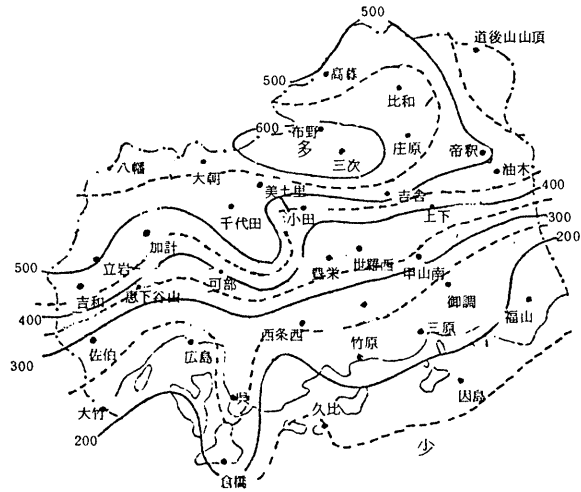 500
道後山山頂
500
高暮
比和
600
布野
多
庄原
三次
帝釈
油木
八幡
大朝
美土里
吉舎
400
千代田
小田
上下
300
加計
200
500
立岩
豊栄
世羅西
甲山南
吉和
恵下谷山
可部
御調
福山
400
西条西
300
佐伯
広島
竹原
三原
呉
因島
大竹
久比
200
少
倉橋